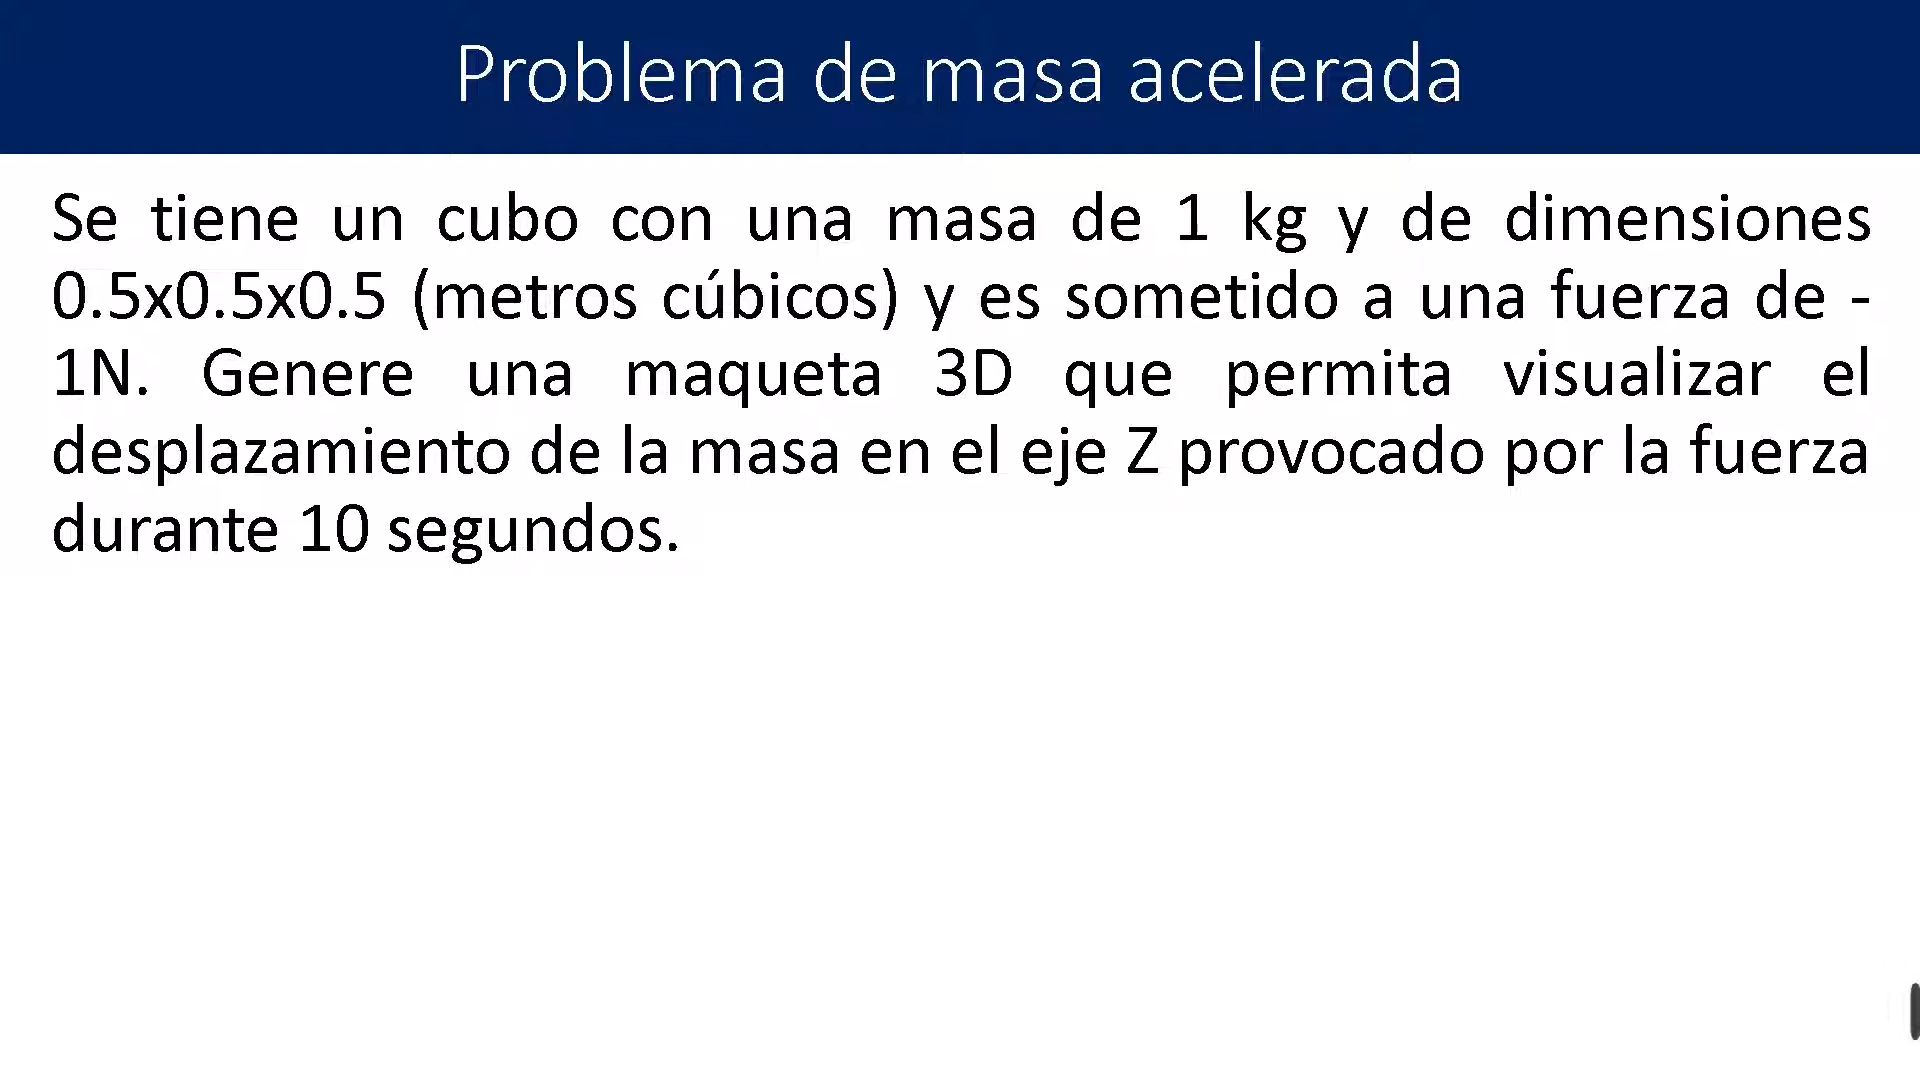 Problema de masa acelerada
Se tiene un cubo con una masa de 1 kg y de dimensiones
0.5x0.5x0.5 (metros cúbicos) y es sometido a una fuerza de -
1N. Genere una maqueta 3D que permita visualizar el
desplazamiento de la masa en el eje Z provocado por la fuerza
durante 10 segundos.